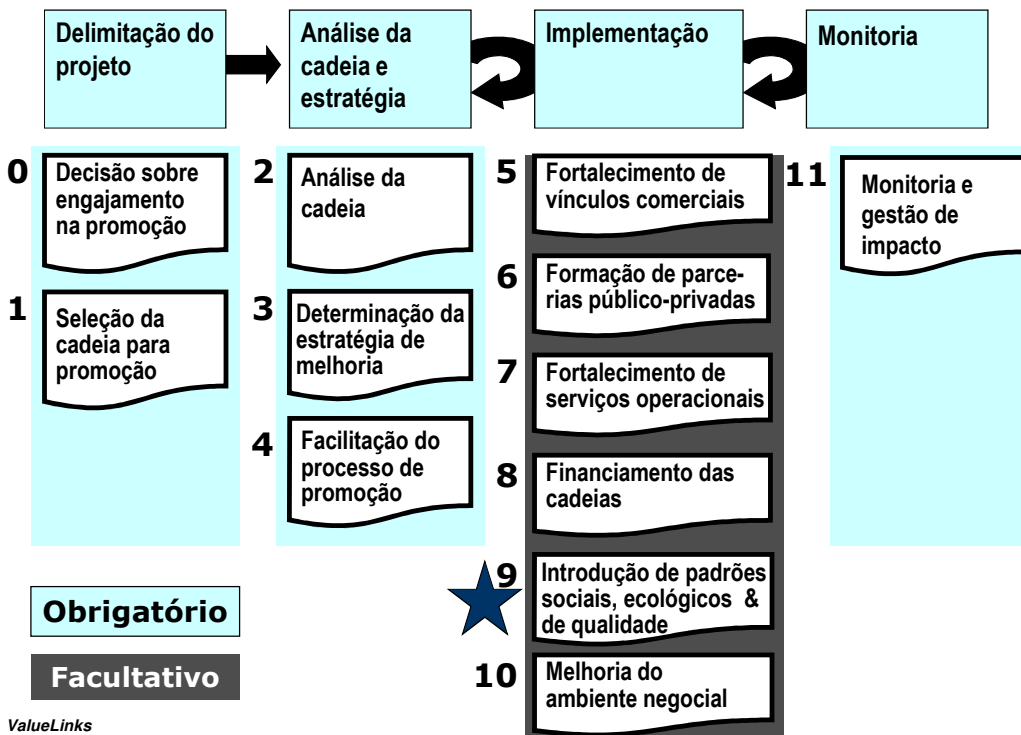 Delimitação do
projeto
Análise da
cadeia e
estratégia
Implementação
Monitoria
0
Decisão sobre
engajamento
na promoção
1
Seleção da
cadeia para
promoção
2
Análise da
cadeia
3
Determinação da
estratégia de
melhoria
4
Facilitação do
processo de
promoção
5
Fortalecimento de
vínculos comerciais
6
Formação de parce-
rias público-privadas
7
Fortalecimento de
serviços operacionais
8
Financiamento das
cadeias
9
Introdução de padrões
sociais, ecológicos &
de qualidade
10
Melhoria do
ambiente negocial
11
Monitoria e
gestão de
impacto
Obrigatório
Facultativo
ValueLinks